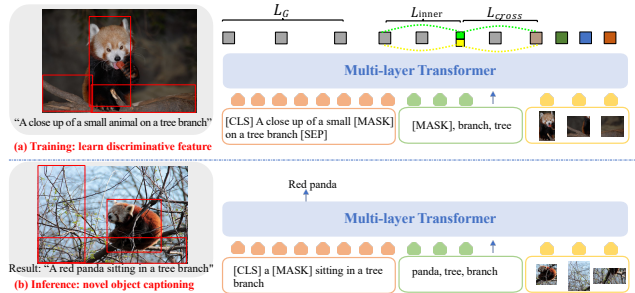 L_G
L_inner
L_cross
Multi-layer Transformer
"A close up of a small animal on a tree branch"
(a) Training: learn discriminative feature
[CLS] A close up of a small [MASK]
on a tree branch [SEP]
[MASK], branch, tree
Red panda
Multi-layer Transformer
Result: "A red panda sitting in a tree branch"
(b) Inference: novel object captioning
[CLS] a [MASK] sitting in a tree
branch
panda, tree, branch